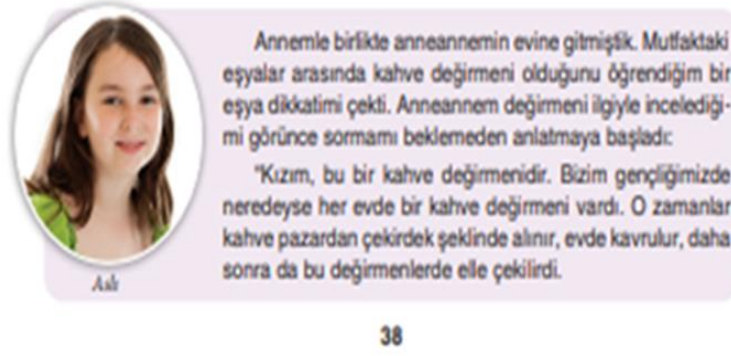 Annemle birlikte anneannemin evine gitmiştik. Mutfaktaki
eşyalar arasında kahve değirmeni olduğunu öğrendiğim bir
eşya dikkatimi çekti. Anneannem değirmeni ilgiyle incelediği-
mi görünce sormamı beklemeden anlatmaya başladı:
"Kızım, bu bir kahve değirmenidir. Bizim gençliğimizde
neredeyse her evde bir kahve değirmeni vardı. O zamanlar
kahve pazardan çekirdek şeklinde alınır, evde kavrulur, daha
sonra da bu değirmenlerde elle çekilirdi.
Aslı
38